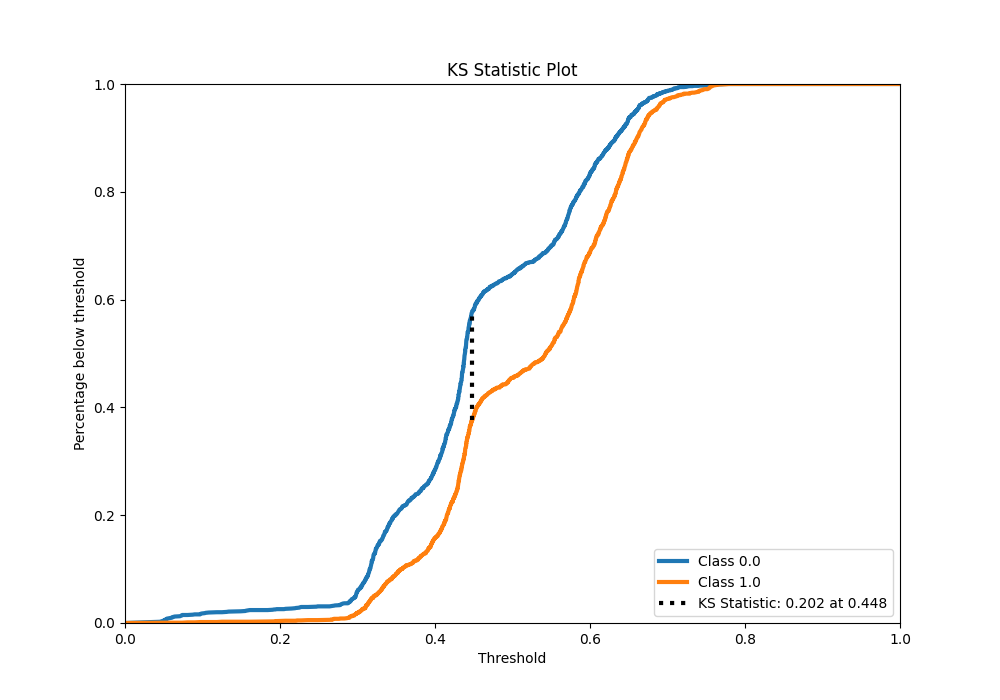 KS Statistic Plot
1.0
0.8
0.6
0.4
0.2
0.0
Percentage below threshold
0.0 0.2 0.4 0.6 0.8 1.0
Threshold
Class 0.0
Class 1.0
KS Statistic: 0.202 at 0.448